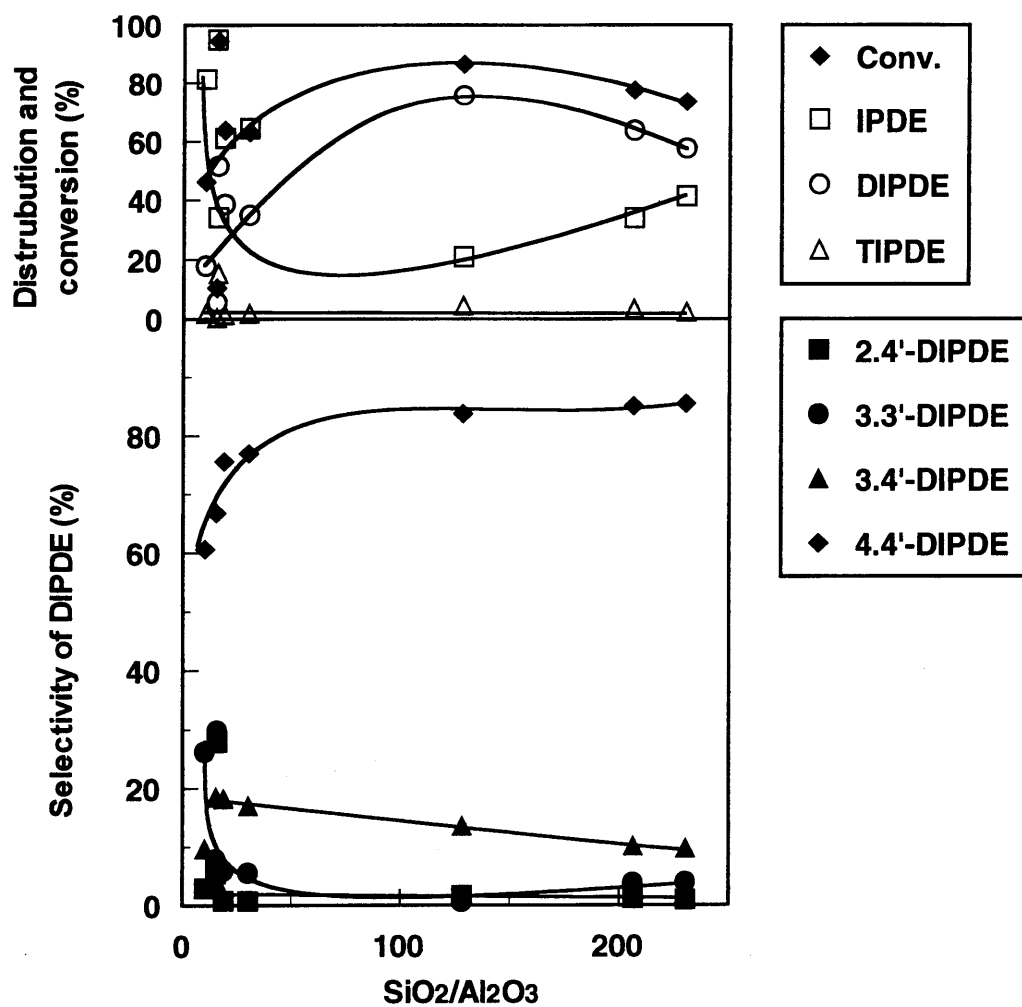 Distrubution and
conversion (%)
100
80
60
40
20
0
Conv.
IPDE
DIPDE
TIPDE
Selectivity of DIPDE (%)
80
60
40
20
0
2.4'-DIPDE
3.3'-DIPDE
3.4'-DIPDE
4.4'-DIPDE
0
100
200
SiO2/Al2O3